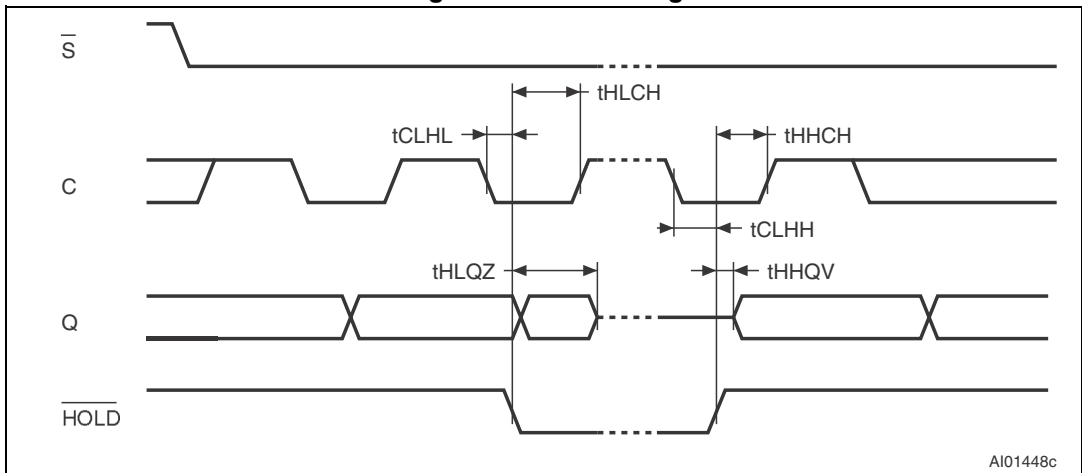 S
tHLCH
tCLHL
tHHCH
C
tCLHH
tHLQZ
tHHQV
Q
HOLD
AI01448c